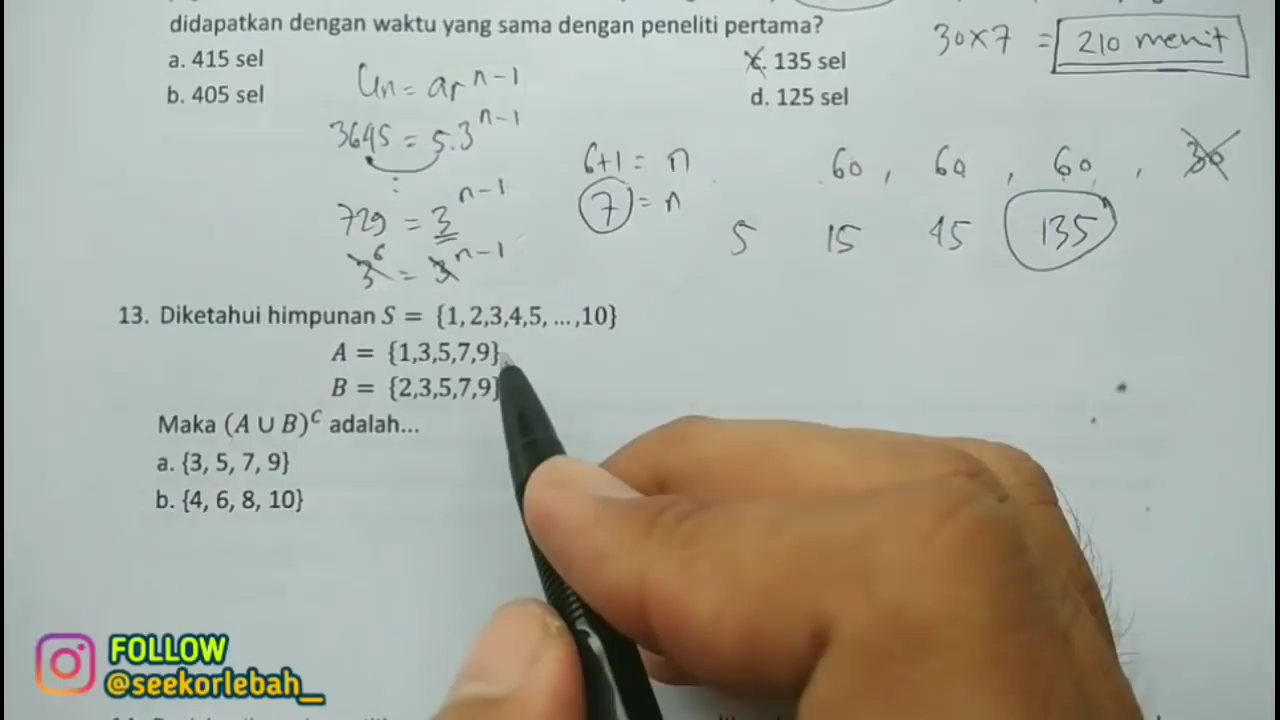 didapatkan dengan waktu yang sama dengan peneliti pertama?
30×7 = 210 menit
a. 415 sel
c. 135 sel
b. 405 sel
d. 125 sel
Un = ar^n-1
3645 = 5.3^n-1
:
729 = 3^n-1
3^6 = 3^n-1
6+1 = n
7 = n
60, 60, 60, 30
5 15 45 135
13. Diketahui himpunan S = {1, 2,3,4,5, ... ,10}
A = {1,3,5,7,9}
B = {2,3,5,7,9}
Maka (A ∪ B)^C adalah...
a. {3, 5, 7, 9}
b. {4, 6, 8, 10}
FOLLOW
@seekorlebah_